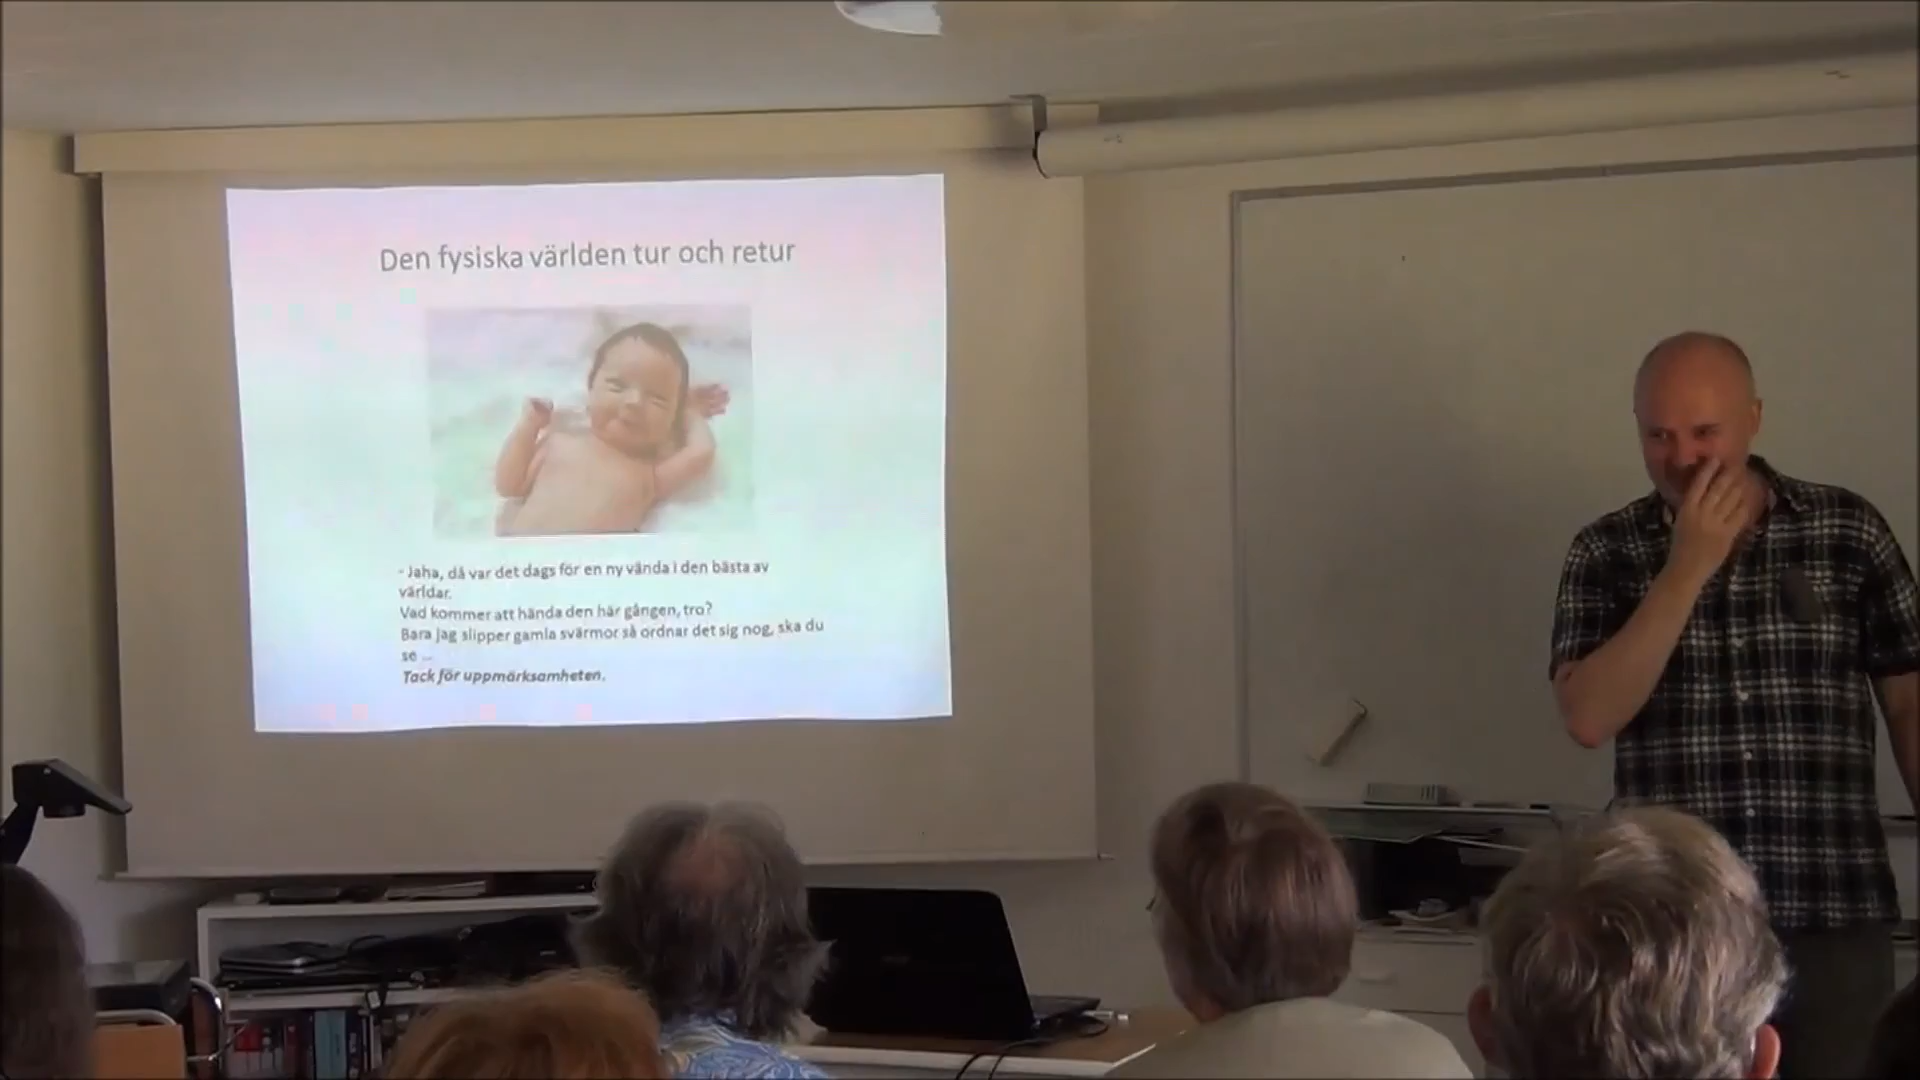 Den fysiska världen tur och retur
- Jaha, då var det dags för en ny vända i den bästa av
världar.
Vad kommer att hända den här gången, tro?
Bara jag slipper gamla svärmor så ordnar det sig nog, ska du
se ...
Tack för uppmärksamheten.